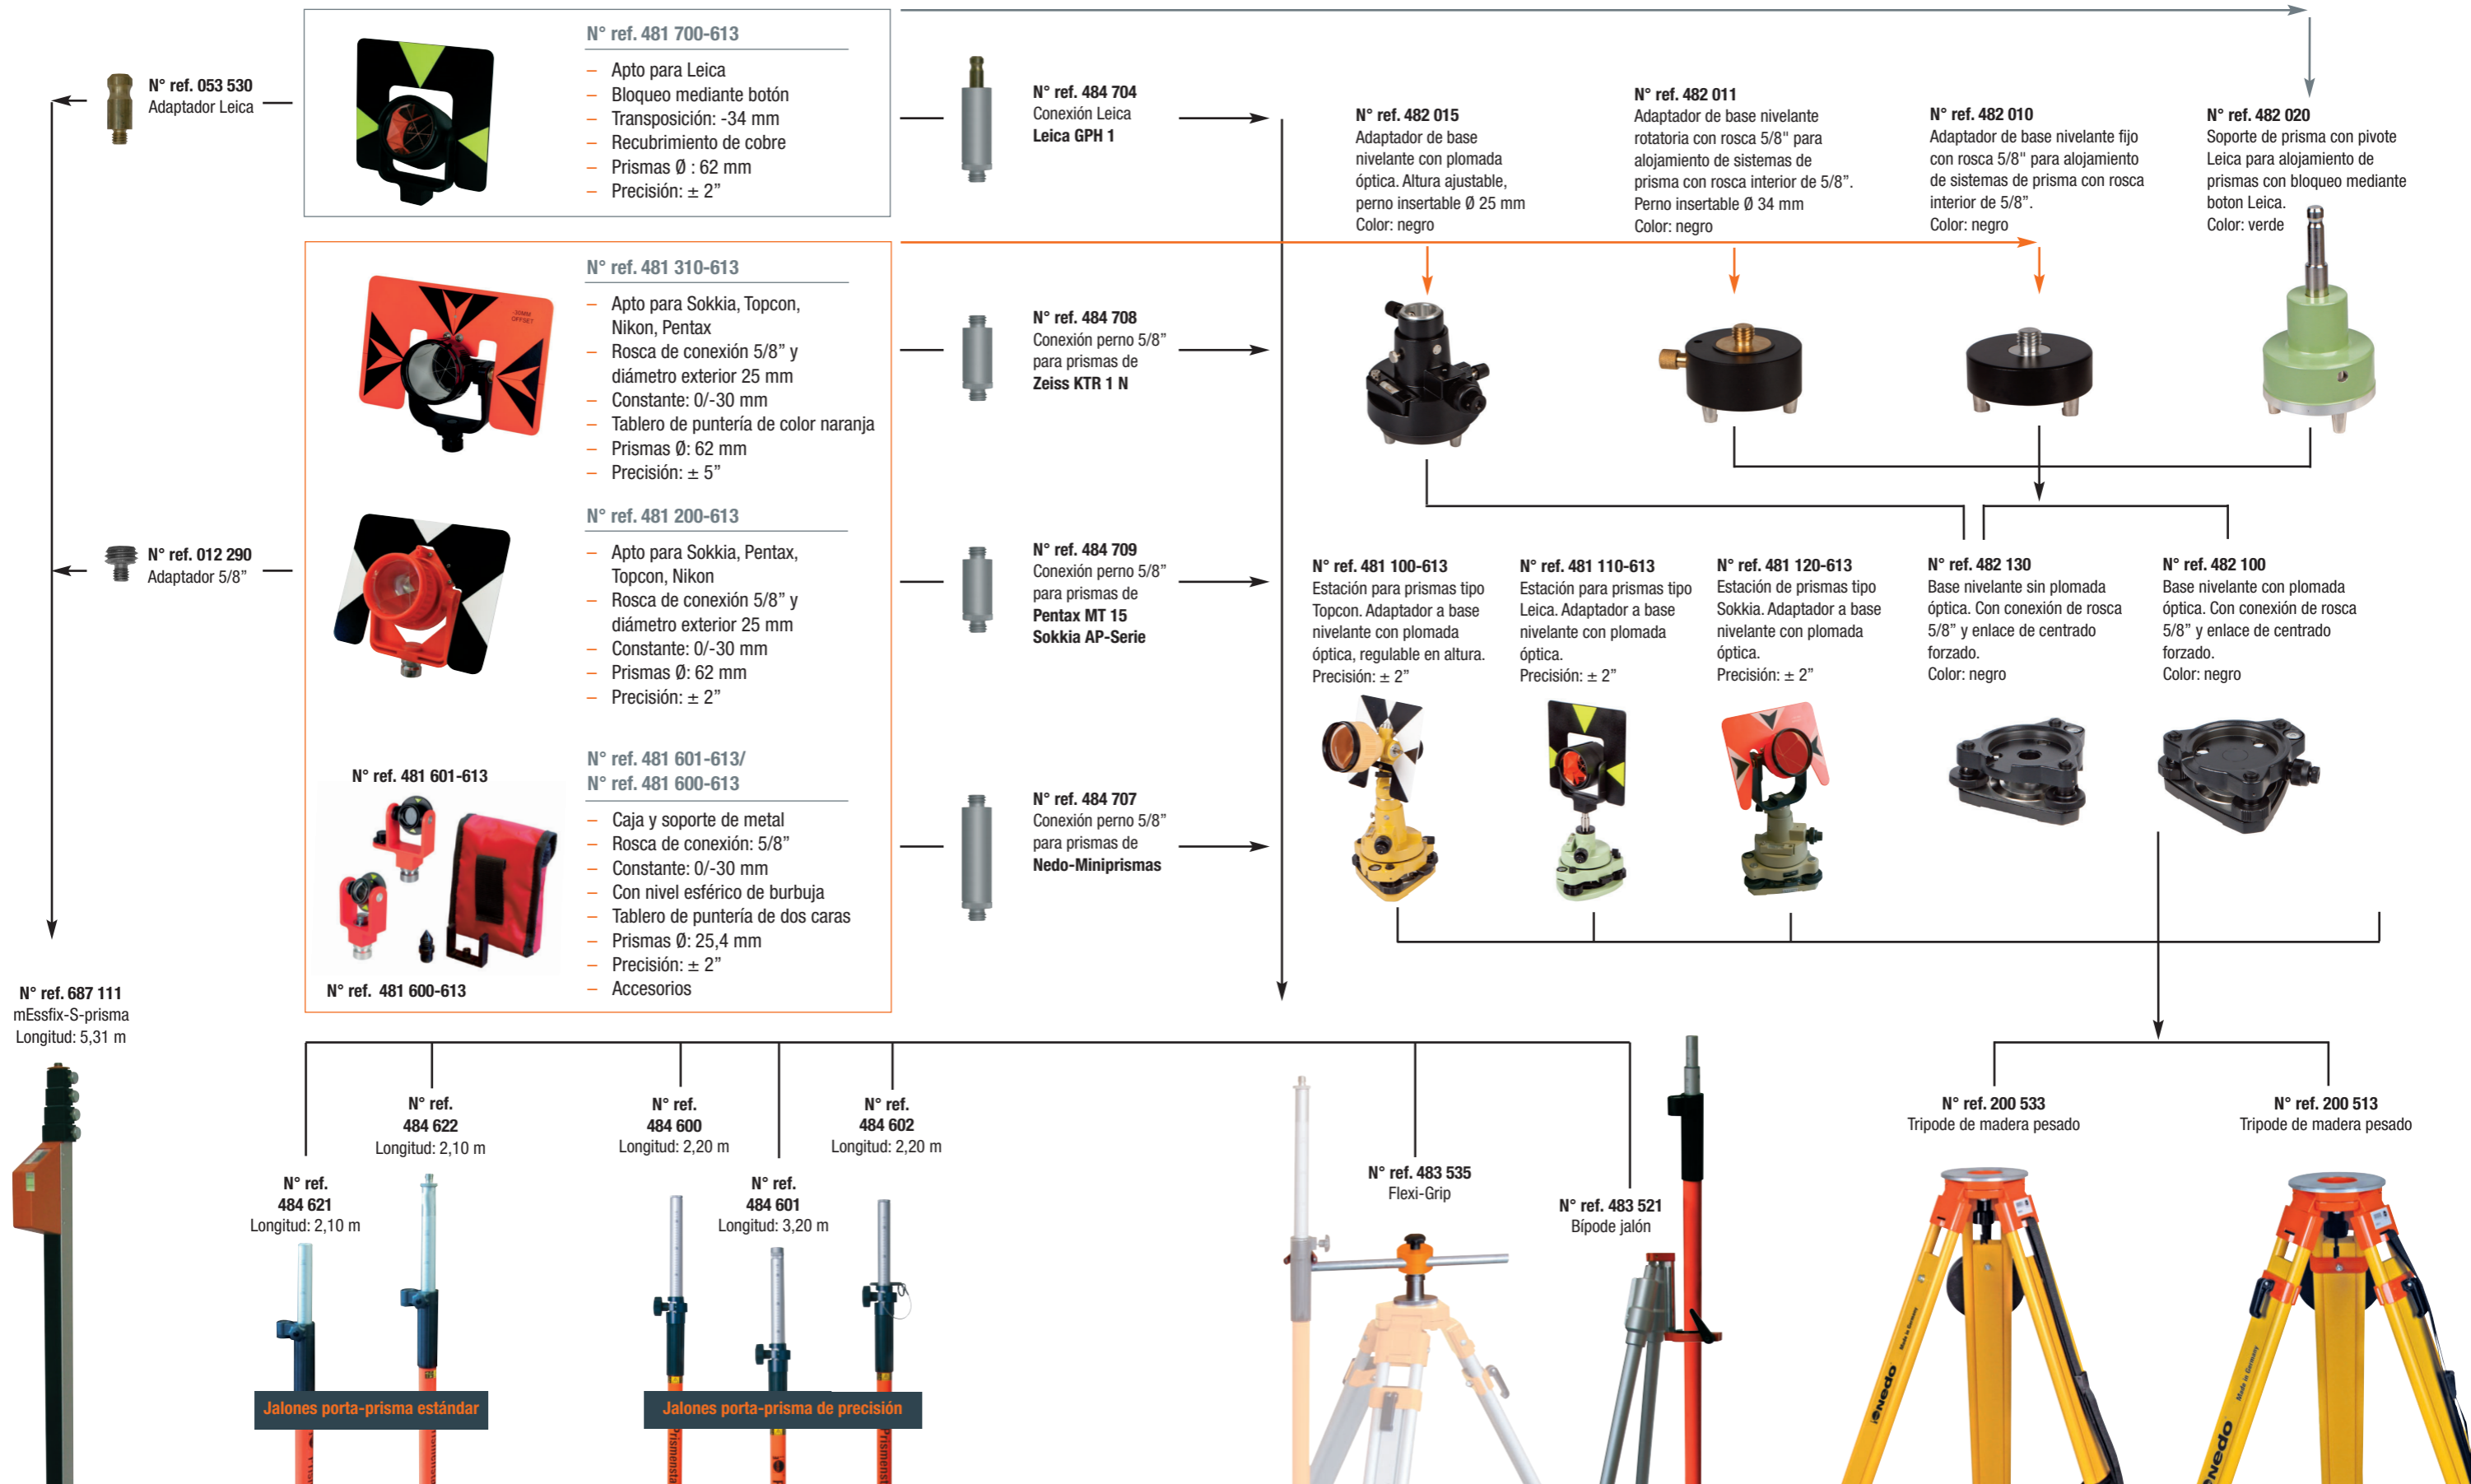 N° ref. 053 530
Adaptador Leica
N° ref. 481 700-613
– Apto para Leica
– Bloqueo mediante botón
– Transposición: -34 mm
– Recubrimiento de cobre
– Prismas Ø : 62 mm
– Precisión: ± 2”
N° ref. 484 704
Conexión Leica
Leica GPH 1
N° ref. 482 015
Adaptador de base
nivelante con plomada
óptica. Altura ajustable,
perno insertable Ø 25 mm
Color: negro
N° ref. 482 011
Adaptador de base nivelante
rotatoria con rosca 5/8" para
alojamiento de sistemas de
prisma con rosca interior de 5/8”.
Perno insertable Ø 34 mm
Color: negro
N° ref. 482 010
Adaptador de base nivelante fijo
con rosca 5/8" para alojamiento
de sistemas de prisma con rosca
interior de 5/8”.
Color: negro
N° ref. 482 020
Soporte de prisma con pivote
Leica para alojamiento de
prismas con bloqueo mediante
boton Leica.
Color: verde
N° ref. 481 310-613
– Apto para Sokkia, Topcon,
Nikon, Pentax
– Rosca de conexión 5/8” y
diámetro exterior 25 mm
– Constante: 0/-30 mm
– Tablero de puntería de color naranja
– Prismas Ø: 62 mm
– Precisión: ± 5”
-30MM
OFFSET
N° ref. 484 708
Conexión perno 5/8”
para prismas de
Zeiss KTR 1 N
N° ref. 012 290
Adaptador 5/8”
N° ref. 481 200-613
– Apto para Sokkia, Pentax,
Topcon, Nikon
– Rosca de conexión 5/8” y
diámetro exterior 25 mm
– Constante: 0/-30 mm
– Prismas Ø: 62 mm
– Precisión: ± 2”
N° ref. 484 709
Conexión perno 5/8”
para prismas de
Pentax MT 15
Sokkia AP-Serie
N° ref. 481 100-613
Estación para prismas tipo
Topcon. Adaptador a base
nivelante con plomada
óptica, regulable en altura.
Precisión: ± 2”
N° ref. 481 110-613
Estación para prismas tipo
Leica. Adaptador a base
nivelante con plomada
óptica.
Precisión: ± 2”
N° ref. 481 120-613
Estación de prismas tipo
Sokkia. Adaptador a base
nivelante con plomada
óptica.
Precisión: ± 2”
N° ref. 482 130
Base nivelante sin plomada
óptica. Con conexión de rosca
5/8” y enlace de centrado
forzado.
Color: negro
N° ref. 482 100
Base nivelante con plomada
óptica. Con conexión de rosca
5/8” y enlace de centrado
forzado.
Color: negro
N° ref. 481 601-613
N° ref. 481 600-613
N° ref. 481 601-613/
N° ref. 481 600-613
– Caja y soporte de metal
– Rosca de conexión: 5/8”
– Constante: 0/-30 mm
– Con nivel esférico de burbuja
– Tablero de puntería de dos caras
– Prismas Ø: 25,4 mm
– Precisión: ± 2”
– Accesorios
N° ref. 484 707
Conexión perno 5/8”
para prismas de
Nedo-Miniprismas
N° ref. 687 111
mEssfix-S-prisma
Longitud: 5,31 m
N° ref.
484 621
Longitud: 2,10 m
N° ref.
484 622
Longitud: 2,10 m
N° ref.
484 600
Longitud: 2,20 m
N° ref.
484 601
Longitud: 3,20 m
N° ref.
484 602
Longitud: 2,20 m
N° ref. 483 535
Flexi-Grip
N° ref. 483 521
Bípode jalón
N° ref. 200 533
Tripode de madera pesado
N° ref. 200 513
Tripode de madera pesado
Jalones porta-prisma estándar
Jalones porta-prisma de precisión
Nedo
Made in Germany
Nedo
Made in Germany